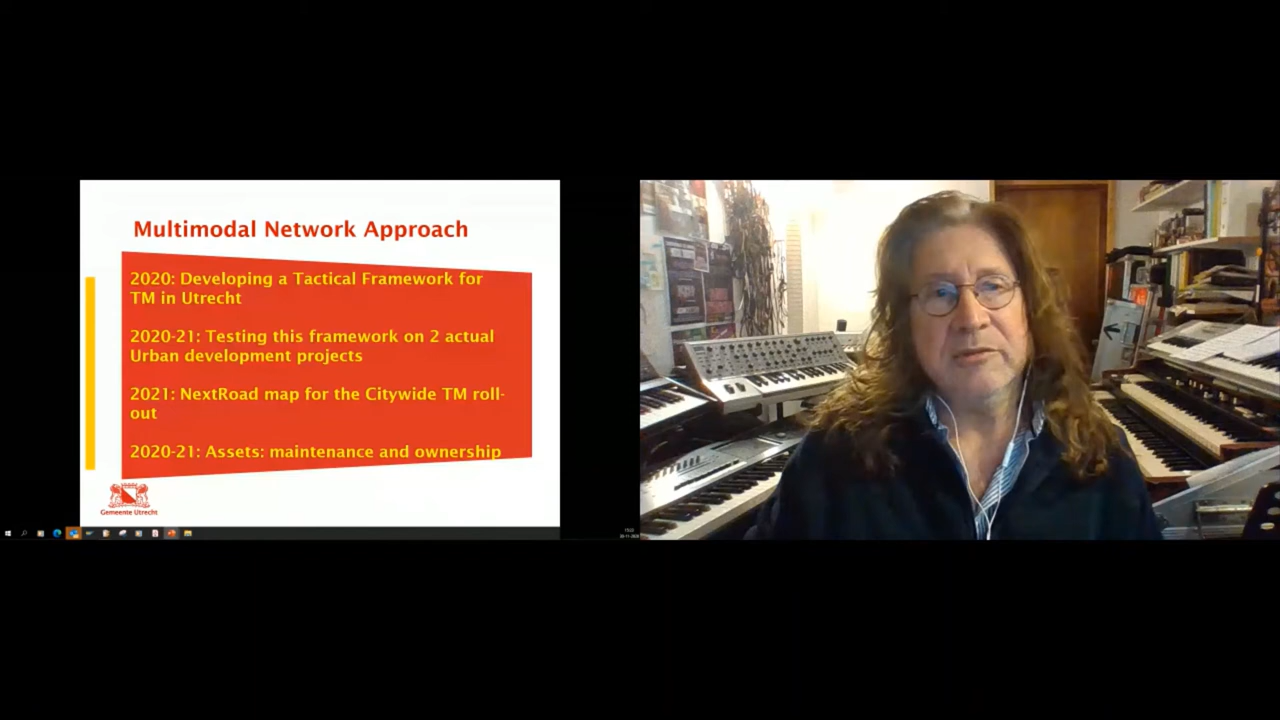 Multimodal Network Approach
2020: Developing a Tactical Framework for
TM in Utrecht
2020-21: Testing this framework on 2 actual
Urban development projects
2021: NextRoad map for the Citywide TM roll-
out
2020-21: Assets: maintenance and ownership
Gemeente Utrecht